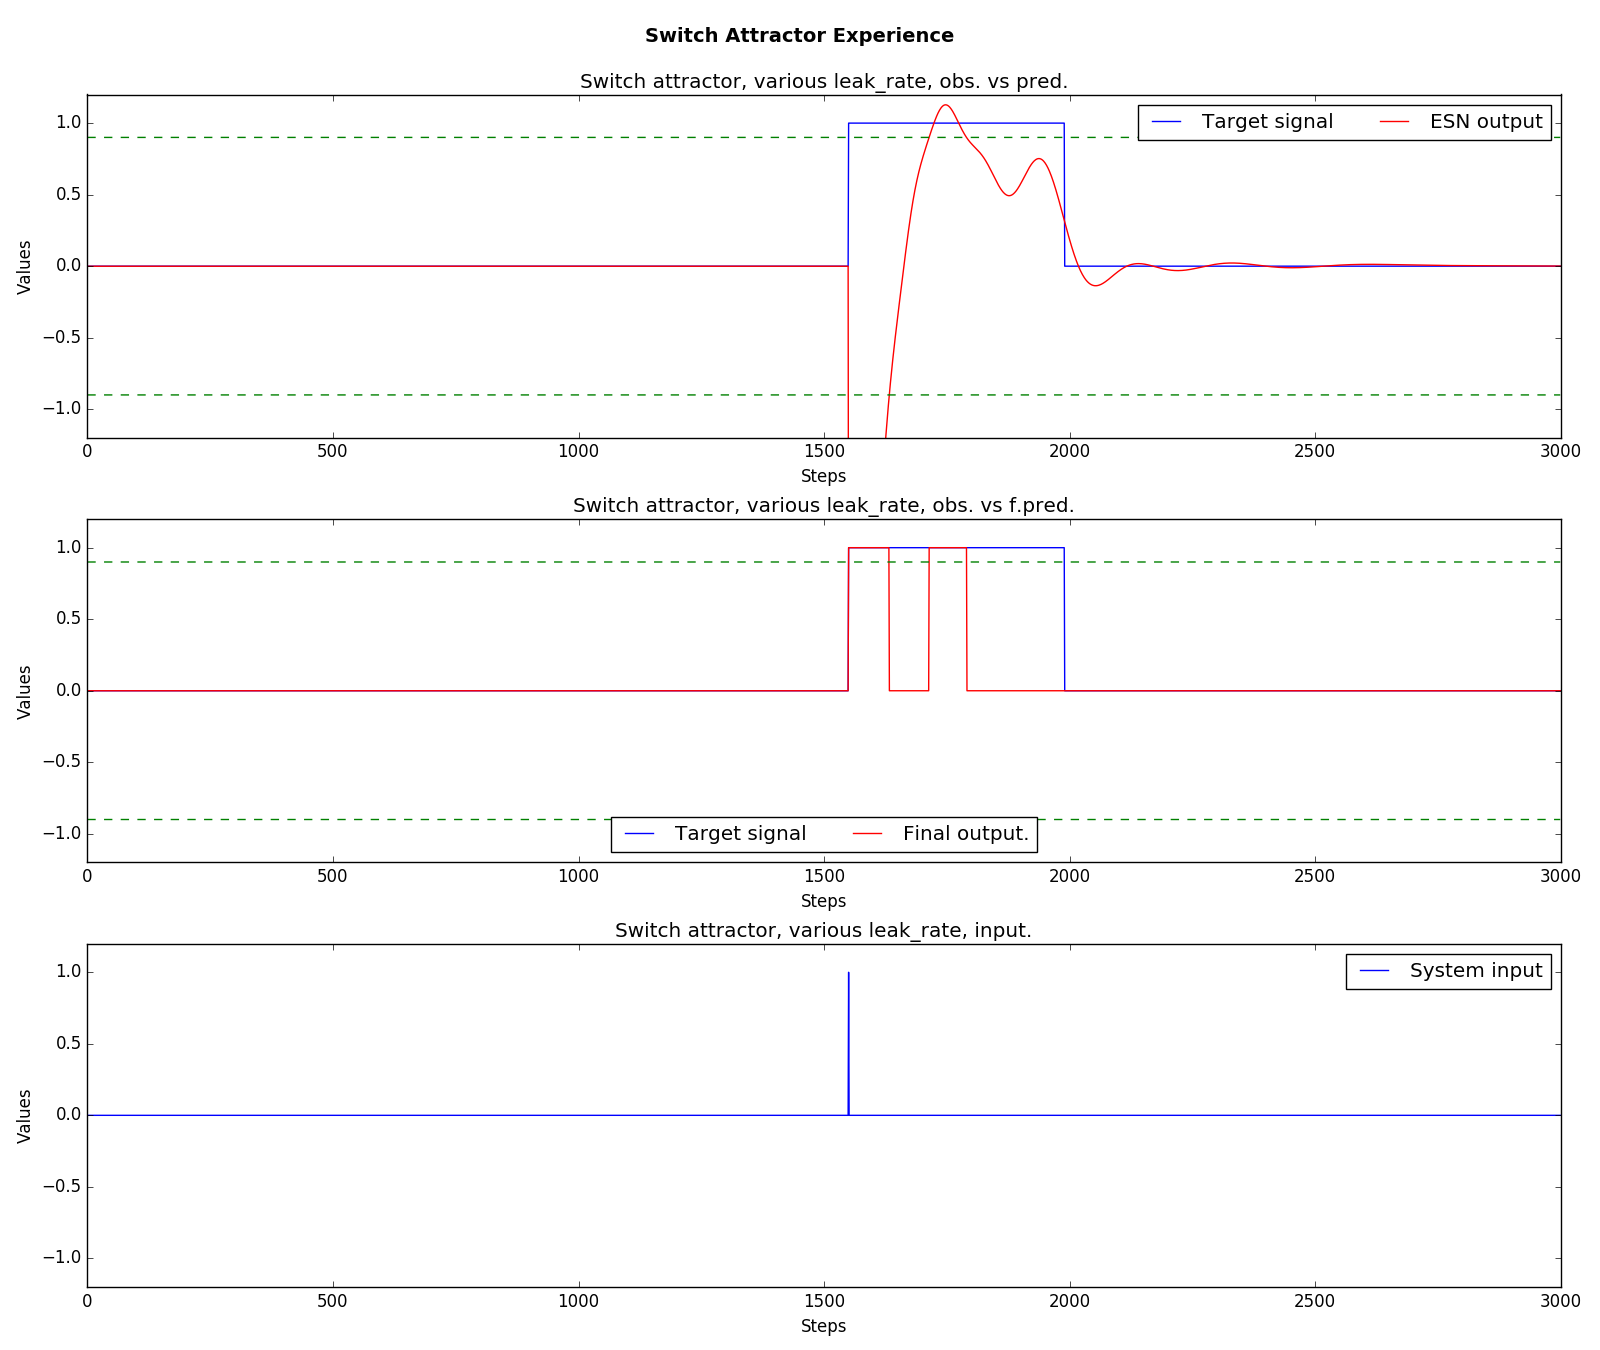 Switch Attractor Experience
Switch attractor, various leak_rate, obs. vs pred.
Target signal ESN output
1.0
0.5
0.0
−0.5
−1.0
Values
0 500 1000 1500 2000 2500 3000
Steps
Switch attractor, various leak_rate, obs. vs f.pred.
1.0
0.5
0.0
−0.5
−1.0
Values
Target signal Final output.
0 500 1000 1500 2000 2500 3000
Steps
Switch attractor, various leak_rate, input.
System input
1.0
0.5
0.0
−0.5
−1.0
Values
0 500 1000 1500 2000 2500 3000
Steps